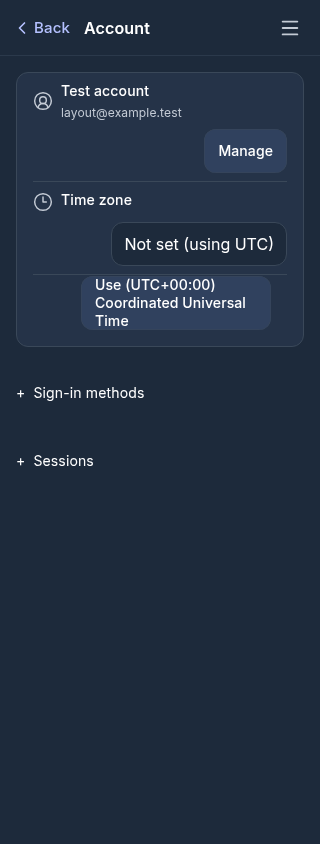 Back Account
Test account
layout@example.test
Manage
Time zone
Not set (using UTC)
Use (UTC+00:00)
Coordinated Universal
Time
+ Sign-in methods
+ Sessions